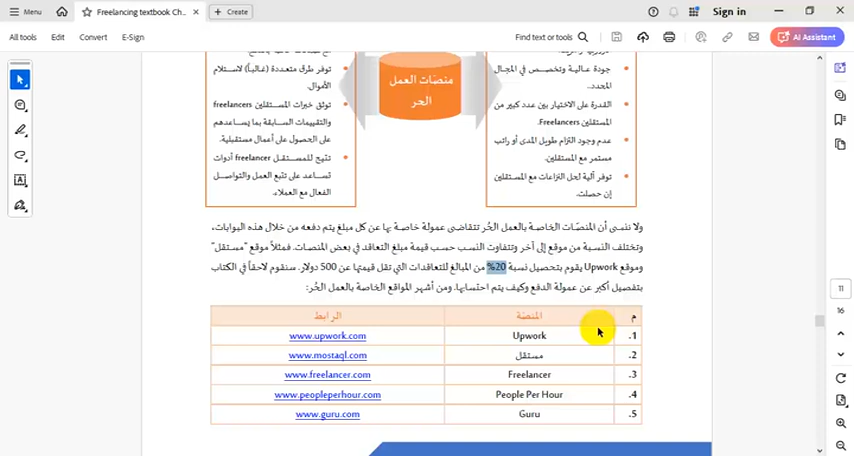 Menu
Freelancing textbook Ch...
Create
Sign in
All tools
Edit
Convert
E-Sign
Find text or tools
AI Assistant
منصّات العمل
الحر
جودة عالية وتخصص في المجال
المحدد.
القدرة على الاختيار بين عدد كبير من
المستقلين Freelancers.
عدم وجود التزام طويل المدى أو راتب
مستمر مع المستقلين.
توفر آلية لحل النزاعات مع المستقلين
إن حصلت.
توفر طرق متعددة (غالباً) لاستلام
الأموال.
توثق خبرات المستقلين freelancers
والتقييمات السابقة بما يساعدهم
على الحصول على أعمال مستقبلية.
تتيح للمستقل freelancer أدوات
تساعد على تتبع العمل والتواصل
الفعال مع العملاء.
ولا ننسى أن المنصّات الخاصة بالعمل الحُر تتقاضى عمولة خاصة بها عن كل مبلغ يتم دفعه من خلال هذه البوابات،
وتختلف النسبة من موقع إلى آخر وتتفاوت النسب حسب قيمة مبلغ التعاقد في بعض المنصات. فمثلاً موقع "مستقل"
وموقع Upwork يقوم بتحصيل نسبة 20% من المبالغ للتعاقدات التي تقل قيمتها عن 500 دولار. سنقوم لاحقاً في الكتاب
بتفصيل أكبر عن عمولة الدفع وكيف يتم احتسابها. ومن أشهر المواقع الخاصة بالعمل الحُر:
م المنصّة الرابط
1. Upwork www.upwork.com
2. مستقل www.mostaql.com
3. Freelancer www.freelancer.com
4. People Per Hour www.peopleperhour.com
5. Guru www.guru.com
11
16